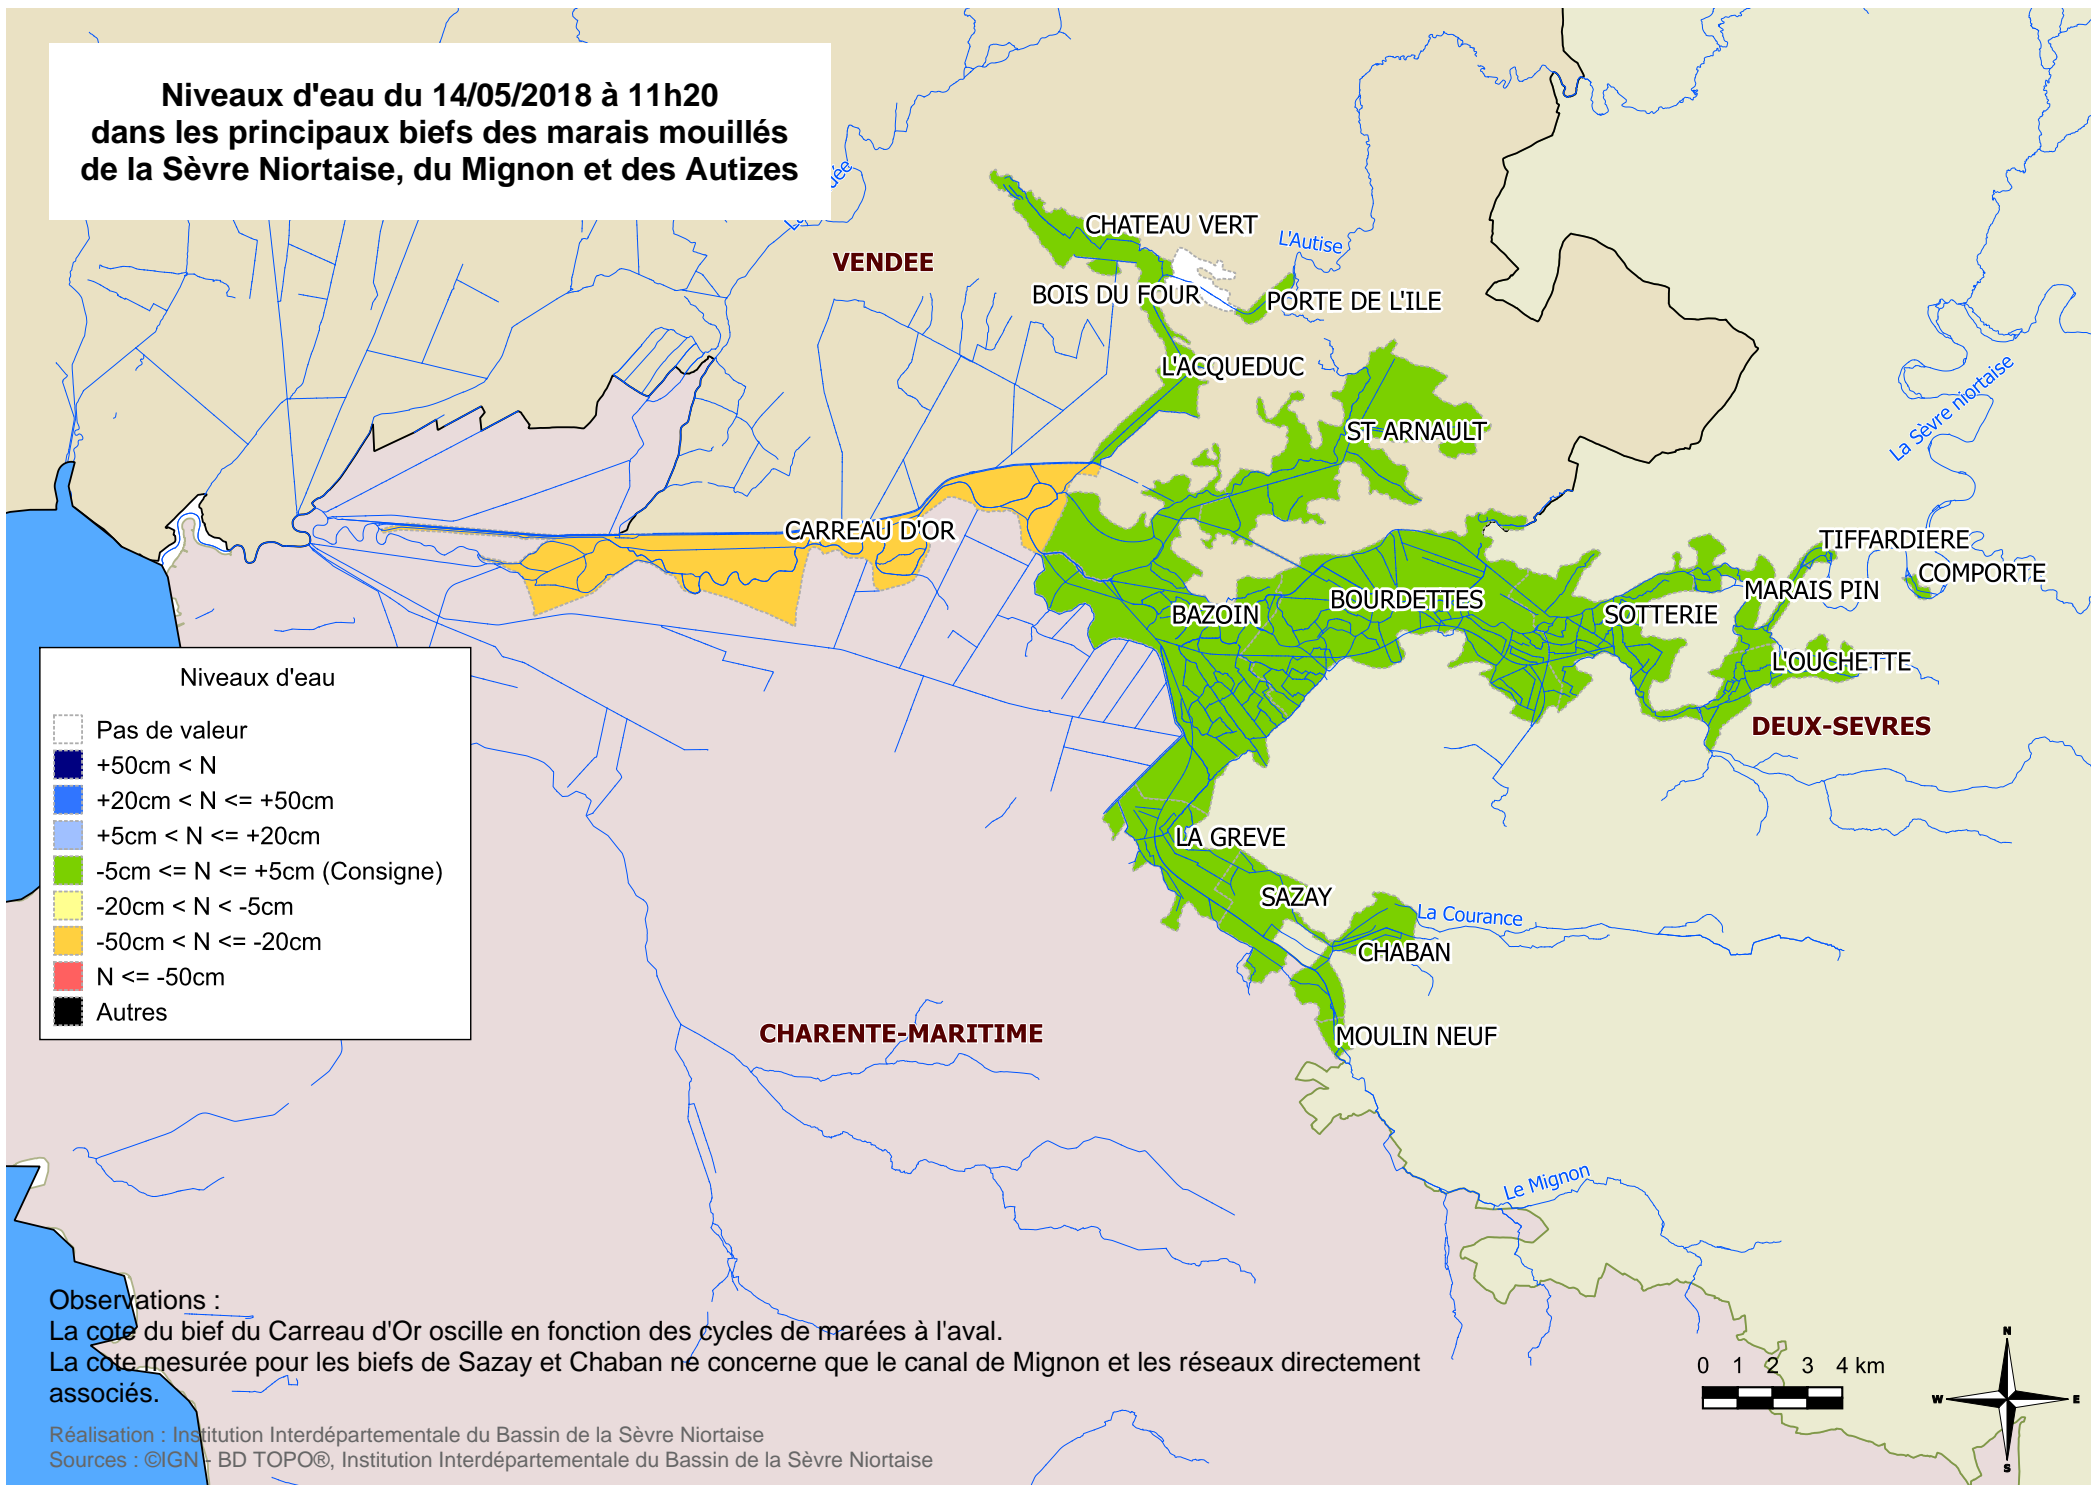 Niveaux d'eau du 14/05/2018 à 11h20
dans les principaux biefs des marais mouillés
de la Sèvre Niortaise, du Mignon et des Autizes
CHATEAU VERT
L'Autise
VENDEE
BOIS DU FOUR
PORTE DE L'ILE
L'ACQUEDUC
La Sèvre niortaise
ST ARNAULT
CARREAU D'OR
TIFFARDIERE
COMPORTE
MARAIS PIN
BOURDETTES
BAZOIN
SOTTERIE
L'OUCHETTE
DEUX-SEVRES
Niveaux d'eau
Pas de valeur
+50cm < N
+20cm < N <= +50cm
+5cm < N <= +20cm
-5cm <= N <= +5cm (Consigne)
-20cm < N < -5cm
-50cm < N <= -20cm
N <= -50cm
Autres
LA GREVE
SAZAY
La Courance
CHABAN
CHARENTE-MARITIME
MOULIN NEUF
Le Mignon
Observations :
La cote du bief du Carreau d'Or oscille en fonction des cycles de marées à l'aval.
La cote mesurée pour les biefs de Sazay et Chaban ne concerne que le canal de Mignon et les réseaux directement
associés.
0 1 2 3 4 km
N
W
E
S
Réalisation : Institution Interdépartementale du Bassin de la Sèvre Niortaise
Sources : ©IGN - BD TOPO®, Institution Interdépartementale du Bassin de la Sèvre Niortaise